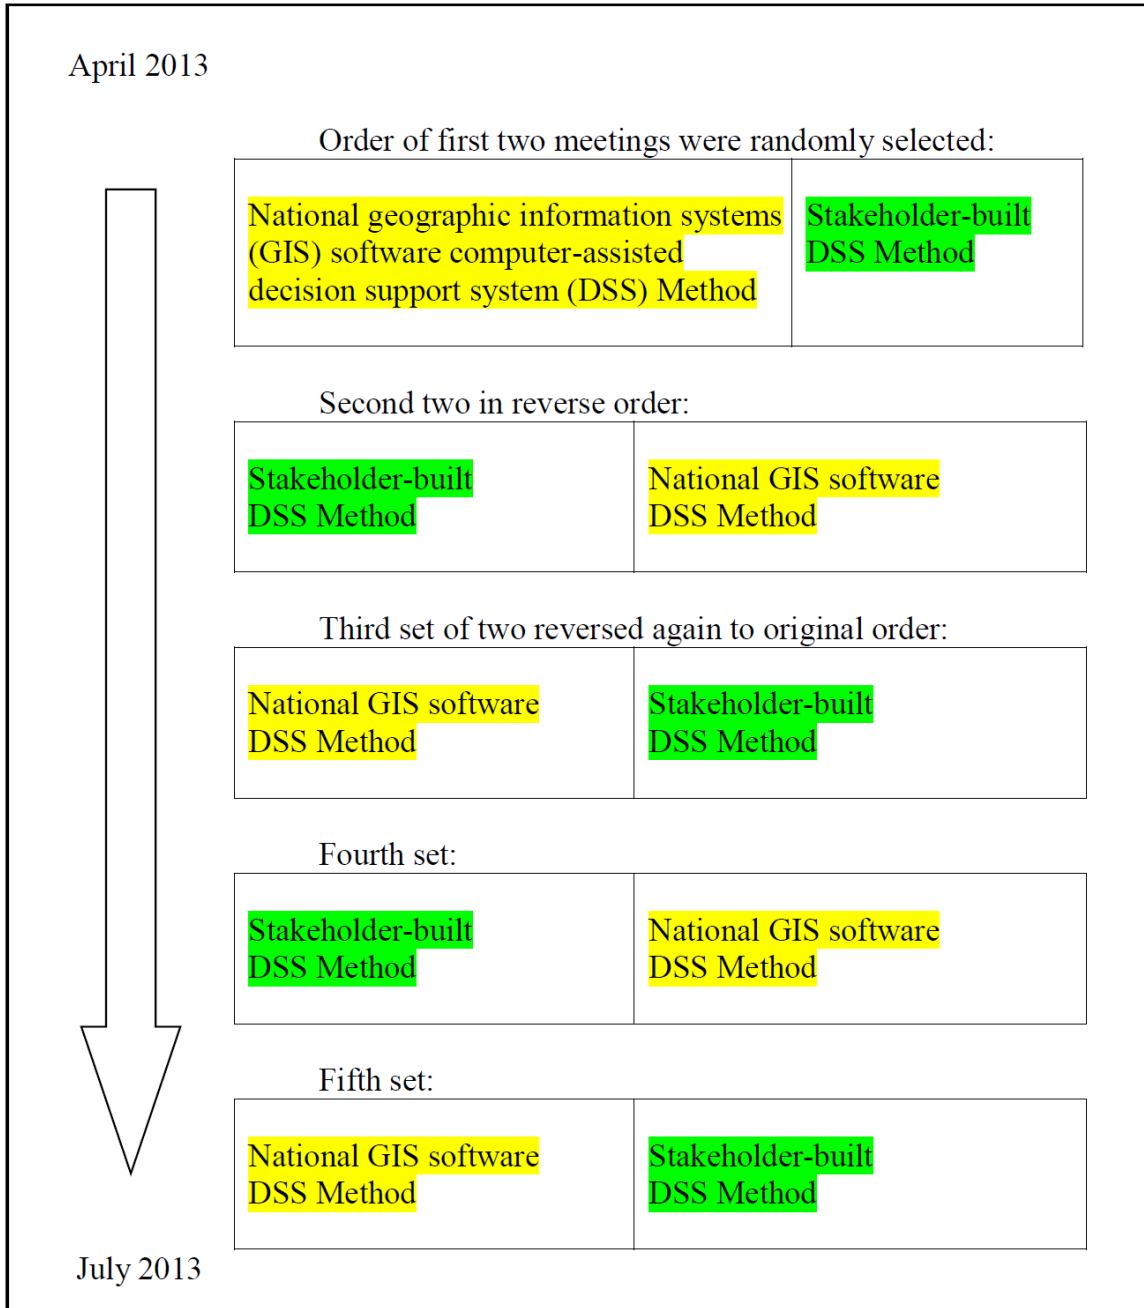 April 2013
Order of first two meetings were randomly selected:
National geographic information systems
(GIS) software computer-assisted
decision support system (DSS) Method
Stakeholder-built
DSS Method
Second two in reverse order:
Stakeholder-built
DSS Method
National GIS software
DSS Method
Third set of two reversed again to original order:
National GIS software
DSS Method
Stakeholder-built
DSS Method
Fourth set:
Stakeholder-built
DSS Method
National GIS software
DSS Method
Fifth set:
National GIS software
DSS Method
Stakeholder-built
DSS Method
July 2013